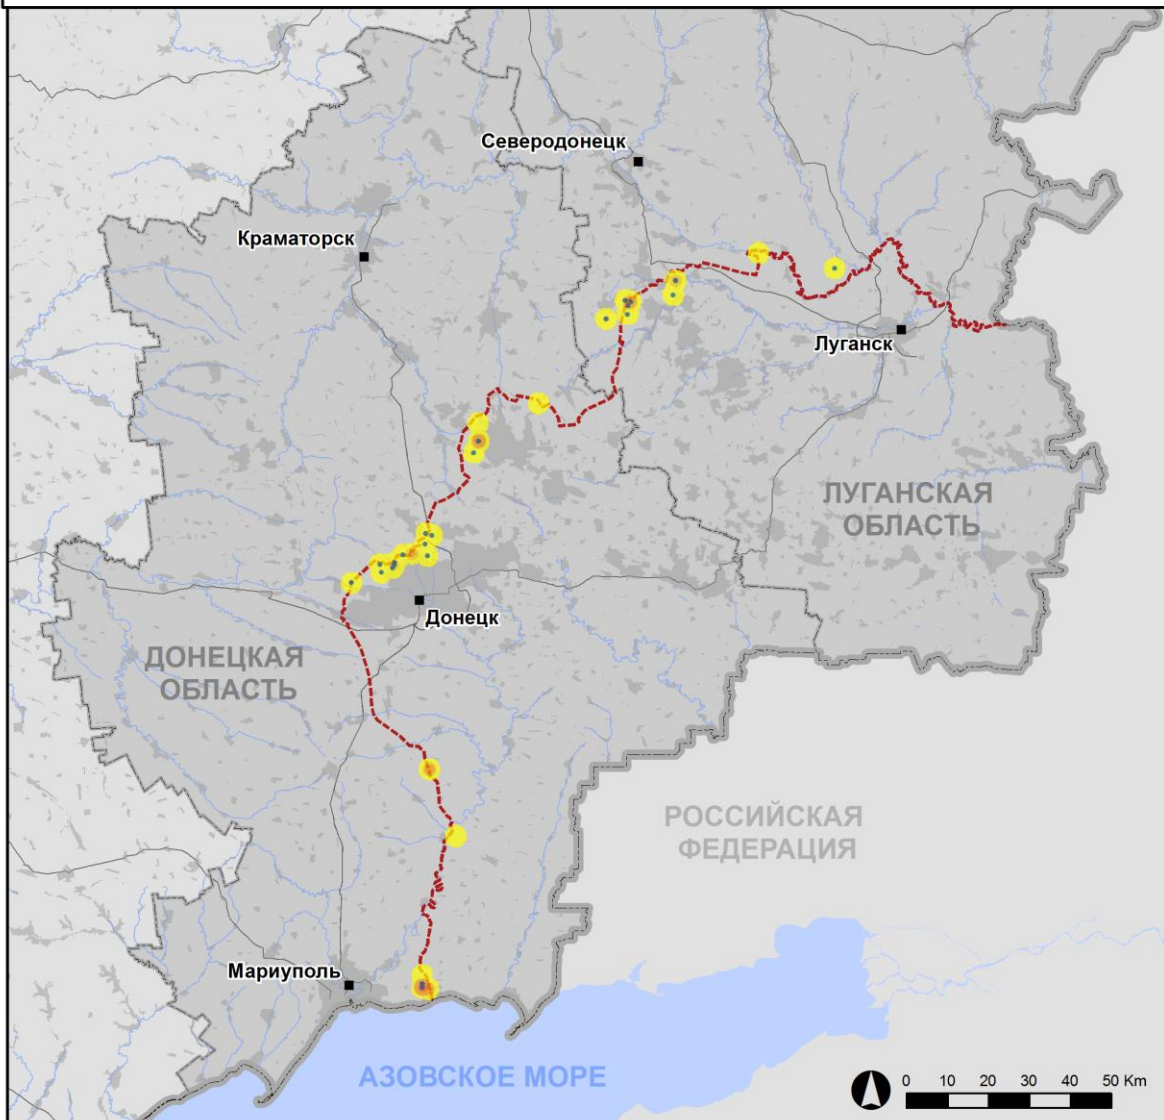 Северодонецк
Краматорск
Луганск
ЛУГАНСКАЯ
ОБЛАСТЬ
Донецк
ДОНЕЦКАЯ
ОБЛАСТЬ
РОССИЙСКАЯ
ФЕДЕРАЦИЯ
Мариуполь
АЗОВСКОЕ МОРЕ
0 10 20 30 40 50 Km